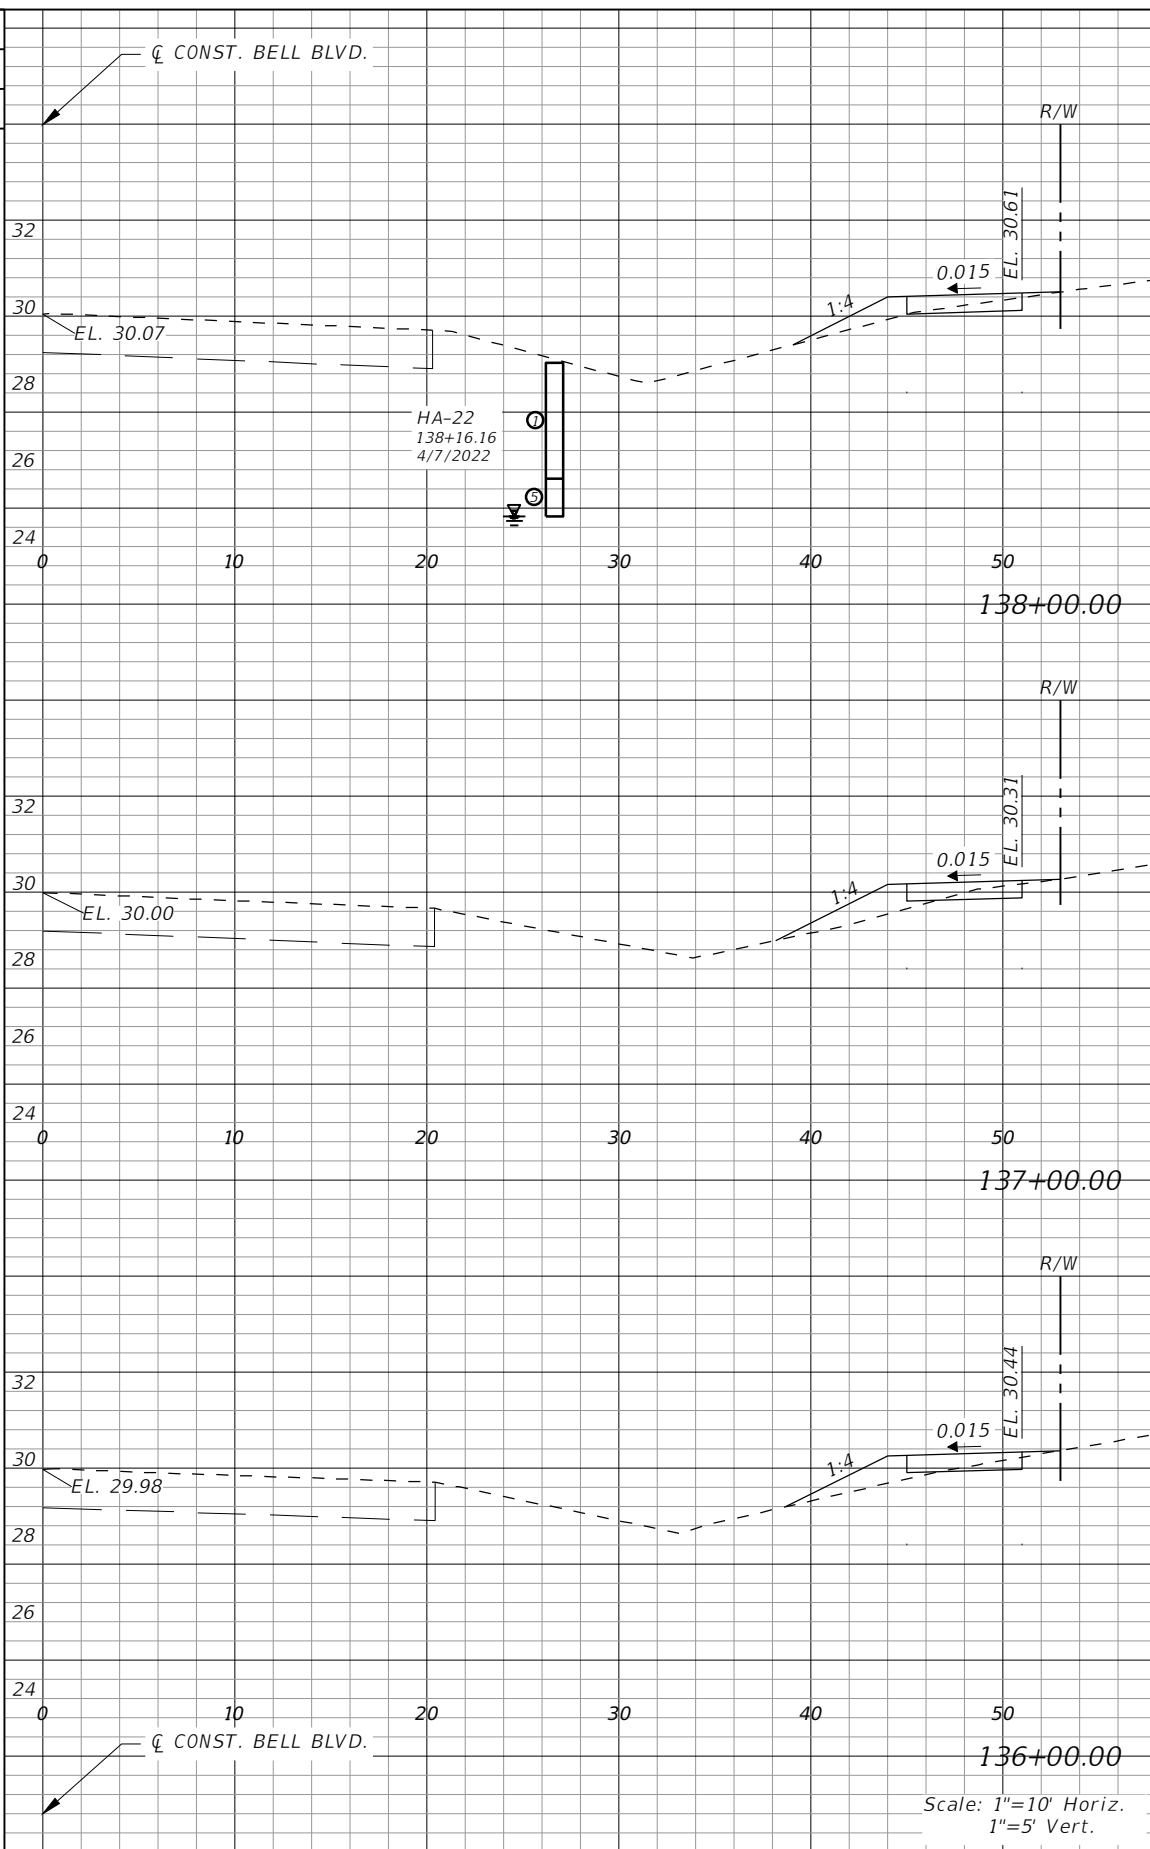 ℄ CONST. BELL BLVD.
R/W
32
EL. 30.61
0.015
1:4
30
EL. 30.07
28
HA-22
138+16.16
4/7/2022
1
26
5
24
0 10 20 30 40 50
138+00.00
R/W
32
EL. 30.31
0.015
1:4
30
EL. 30.00
28
26
24
0 10 20 30 40 50
137+00.00
R/W
32
EL. 30.44
0.015
1:4
30
EL. 29.98
28
26
24
0 10 20 30 40 50
℄ CONST. BELL BLVD.
136+00.00
Scale: 1"=10' Horiz.
1"=5' Vert.